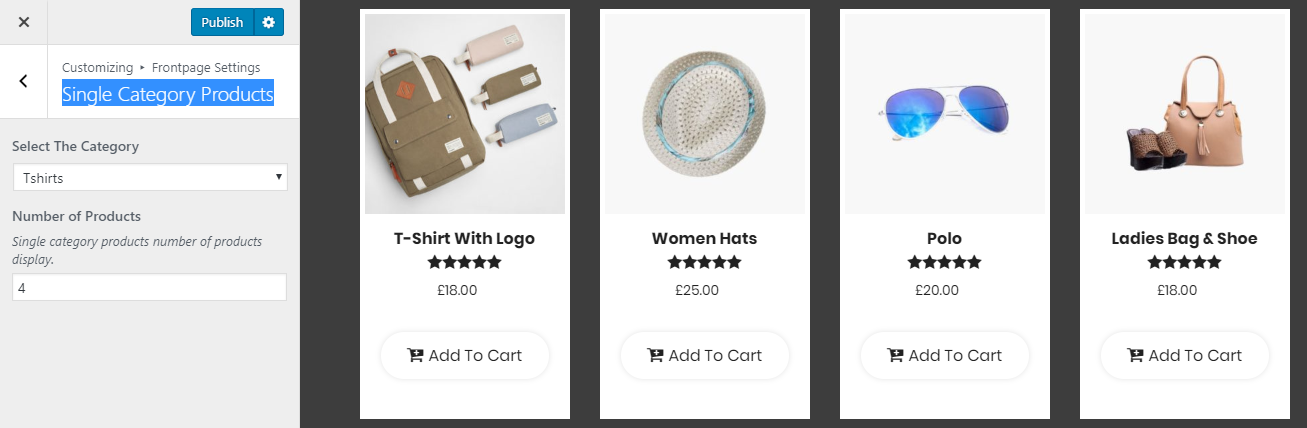 Publish
Customizing ▸ Frontpage Settings
Single Category Products
Select The Category
Tshirts
Number of Products
Single category products number of products
display.
4
T-Shirt With Logo
£18.00
Add To Cart
Women Hats
£25.00
Add To Cart
Polo
£20.00
Add To Cart
Ladies Bag & Shoe
£18.00
Add To Cart